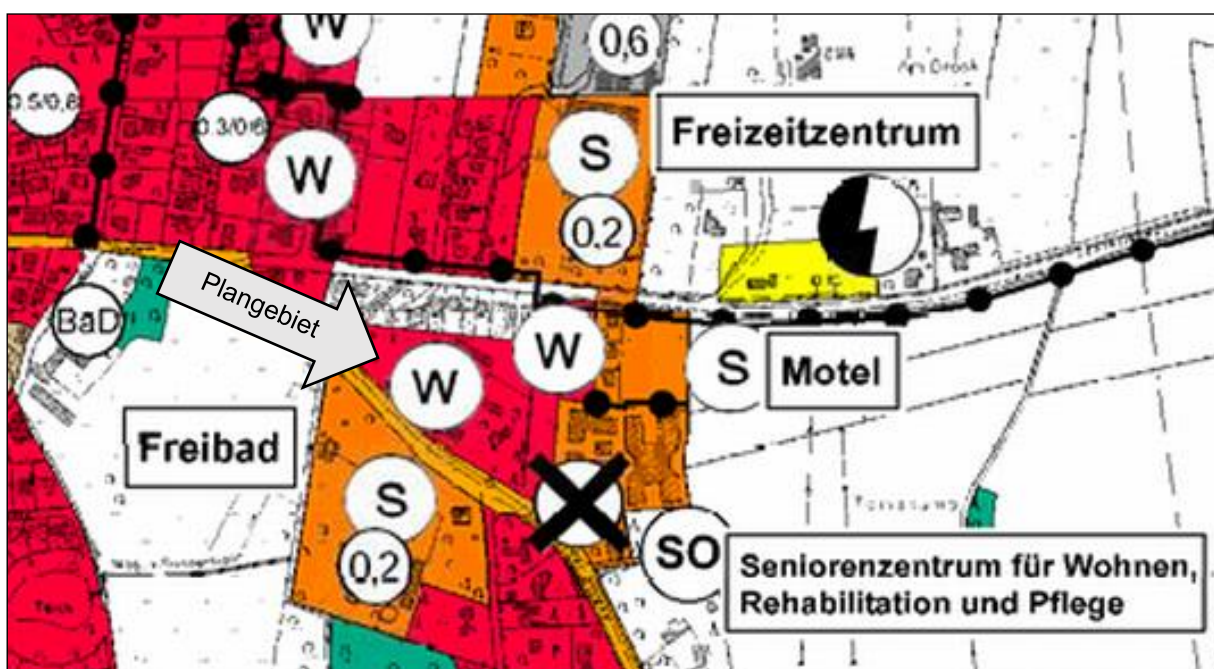 W
0,6
0.5/0,8
0.3/0,6
Freizeitzentrum
S
W
0,2
Plangebiet
BaD
W
W
S
Motel
Freibad
S
0,2
SO
Seniorenzentrum für Wohnen,
Rehabilitation und Pflege
Teich